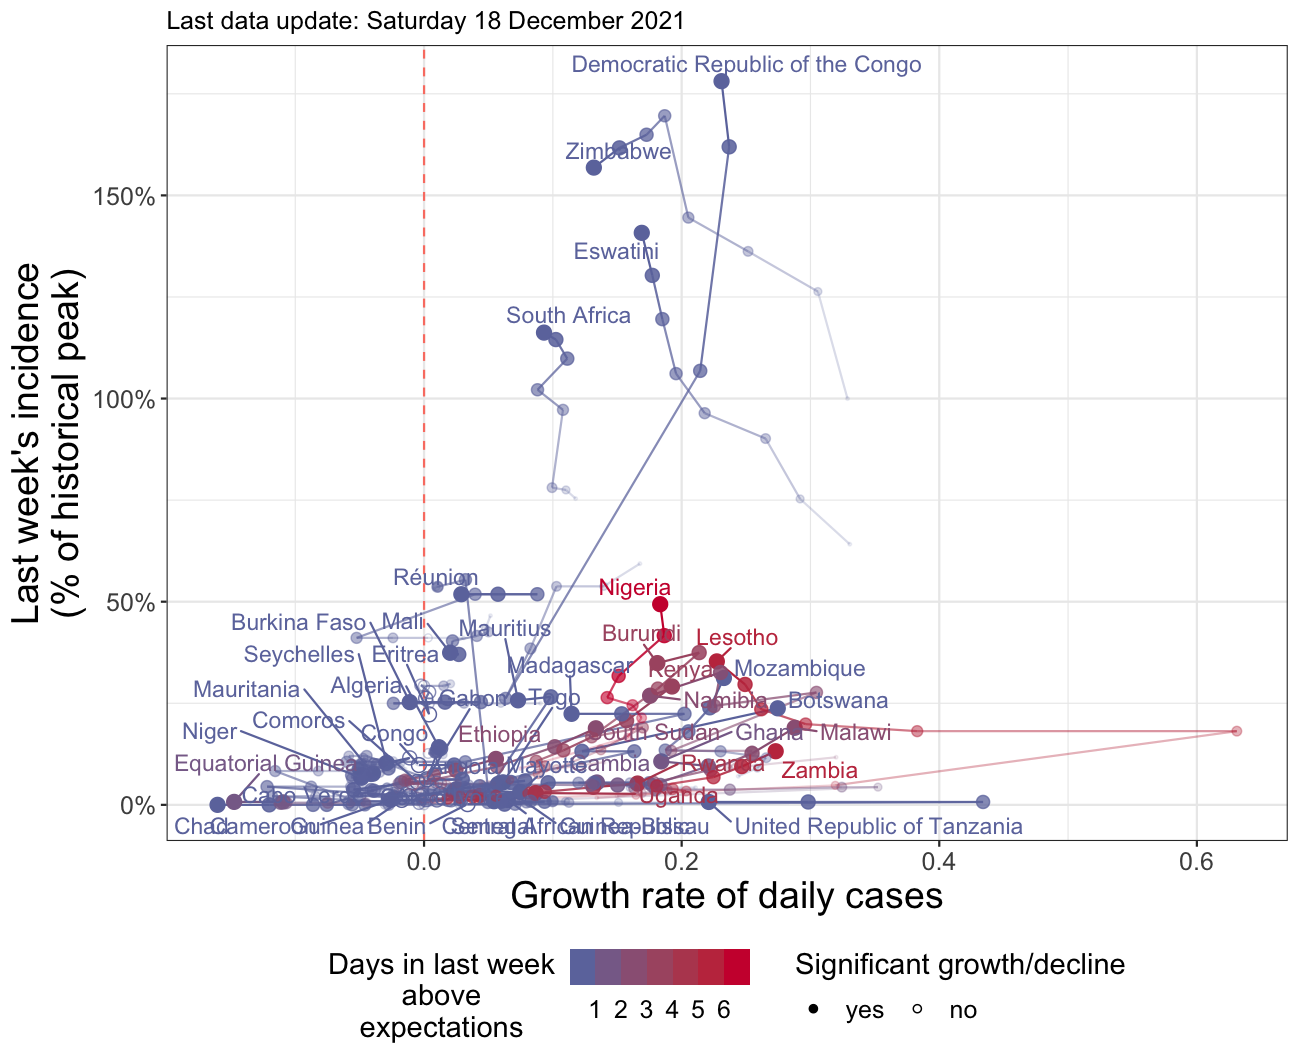 Last data update: Saturday 18 December 2021
Last week's incidence
(% of historical peak)
150%
100%
50%
0%
Democratic Republic of the Congo
Zimbabwe
Eswatini
South Africa
Réunion
Nigeria
Burkina Faso
Mali
Mauritius
Burundi
Lesotho
Seychelles
Eritrea
Madagascar
Kenya
Mozambique
Mauritania
Algeria
Gabon
Togo
Namibia
Botswana
Comoros
Niger
Congo
Ethiopia
South Sudan
Ghana
Malawi
Equatorial Guinea
Angola
Mayotte
Gambia
Rwanda
Zambia
Cabo Verde
Uganda
Chad
Cameroon
Guinea
Benin
Central African Republic
Senegal
Guinea-Bissau
United Republic of Tanzania
0.0
0.2
0.4
0.6
Growth rate of daily cases
Days in last week
above
expectations
1 2 3 4 5 6
Significant growth/decline
yes
no